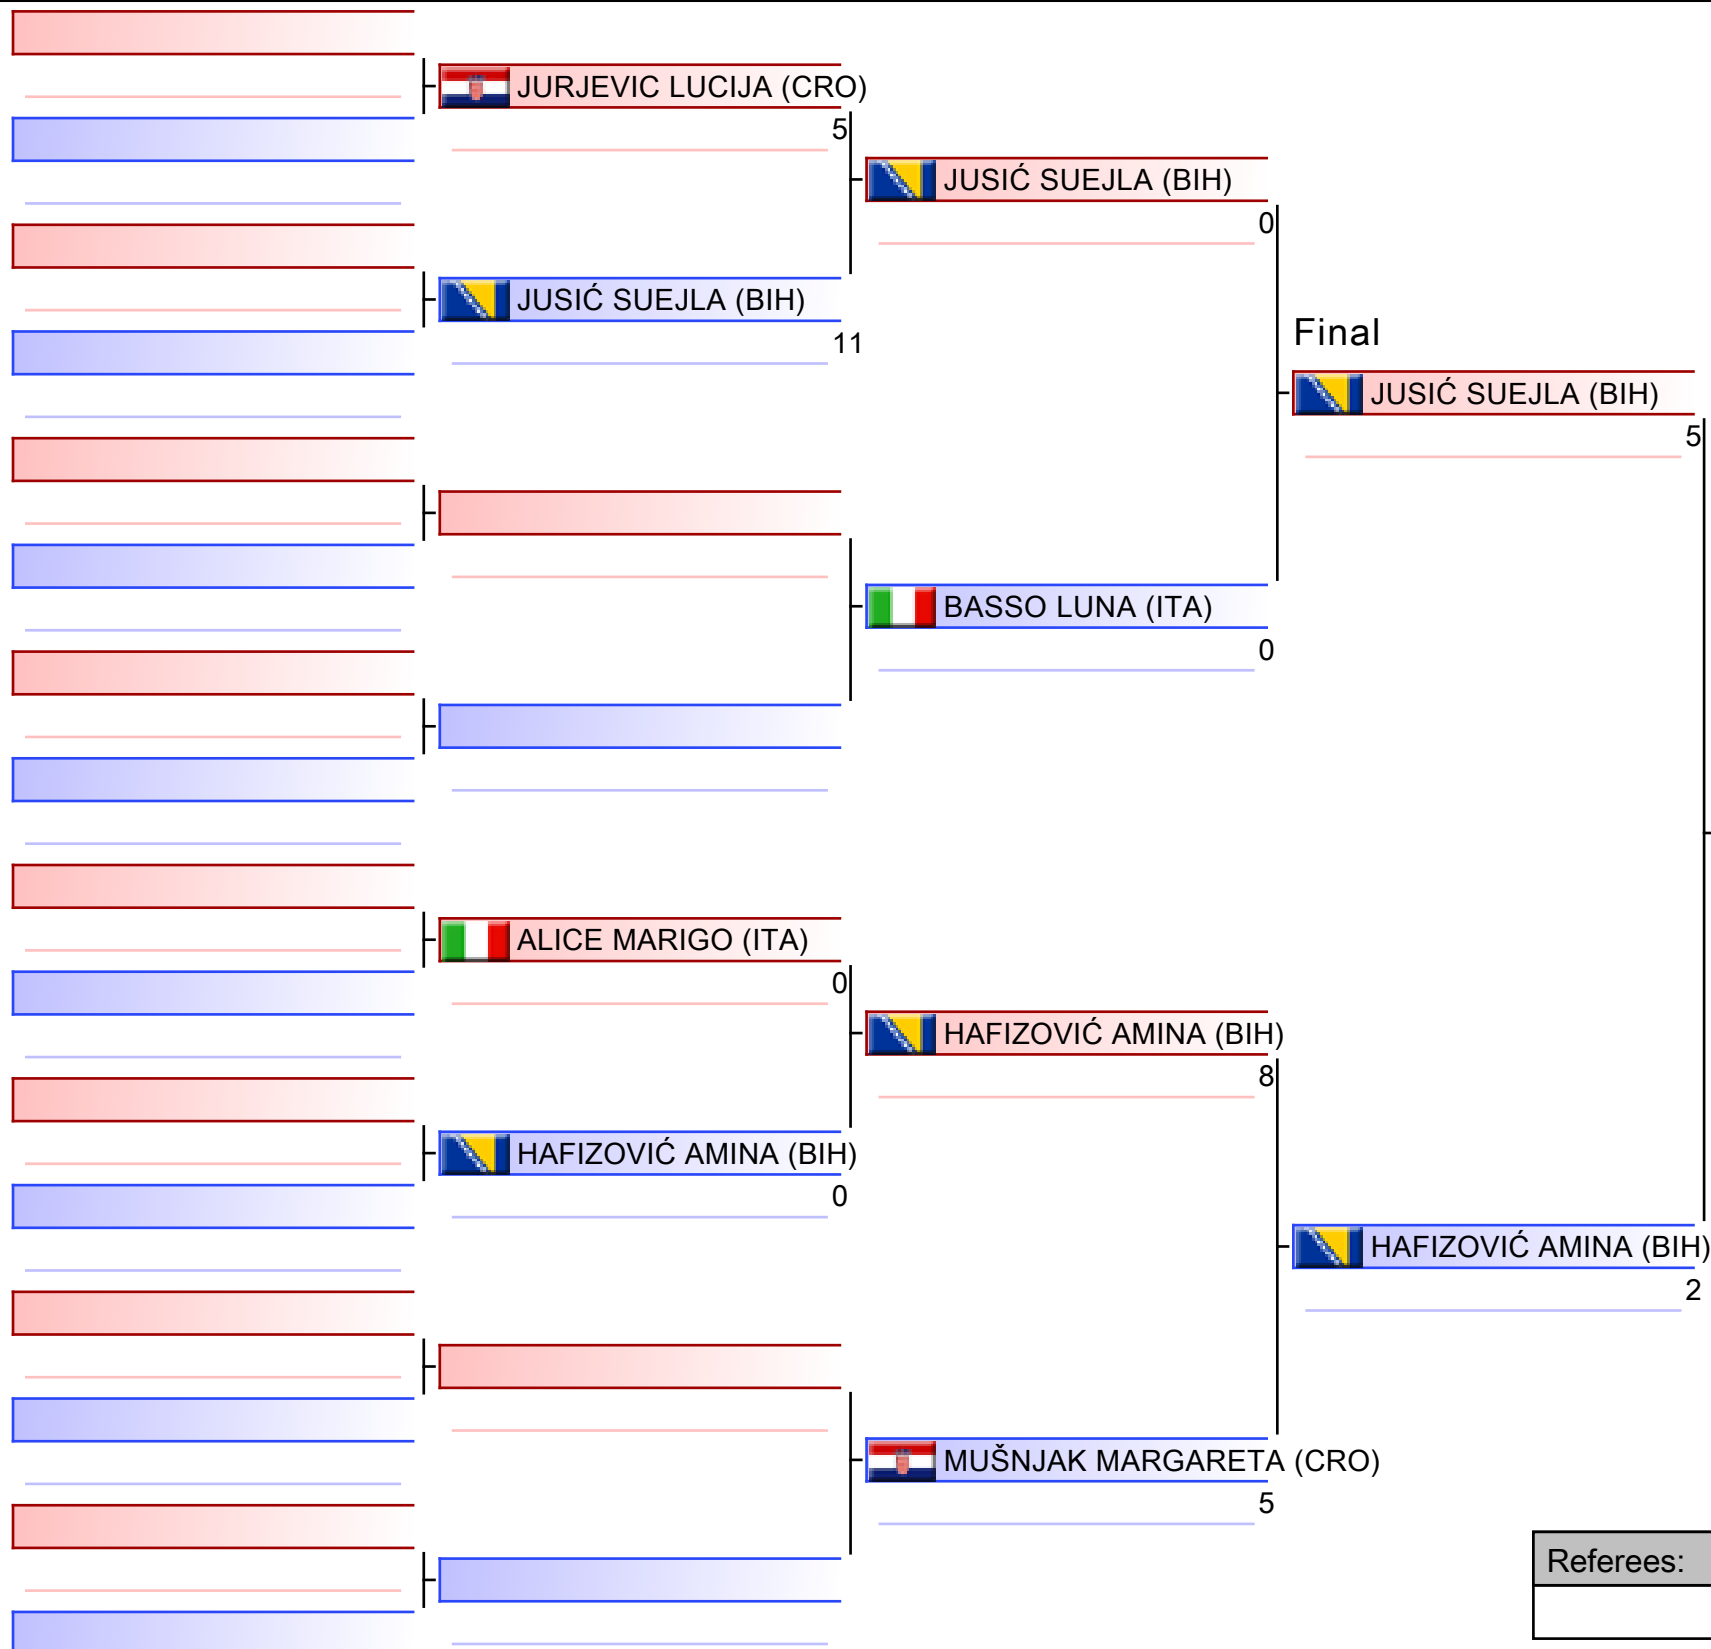 JURJEVIC LUCIJA (CRO)
5
JUSIĆ SUEJLA (BIH)
0
JUSIĆ SUEJLA (BIH)
11
Final
JUSIĆ SUEJLA (BIH)
5
BASSO LUNA (ITA)
0
ALICE MARIGO (ITA)
0
HAFIZOVIĆ AMINA (BIH)
8
HAFIZOVIĆ AMINA (BIH)
0
HAFIZOVIĆ AMINA (BIH)
2
MUŠNJAK MARGARETA (CRO)
5
Referees: